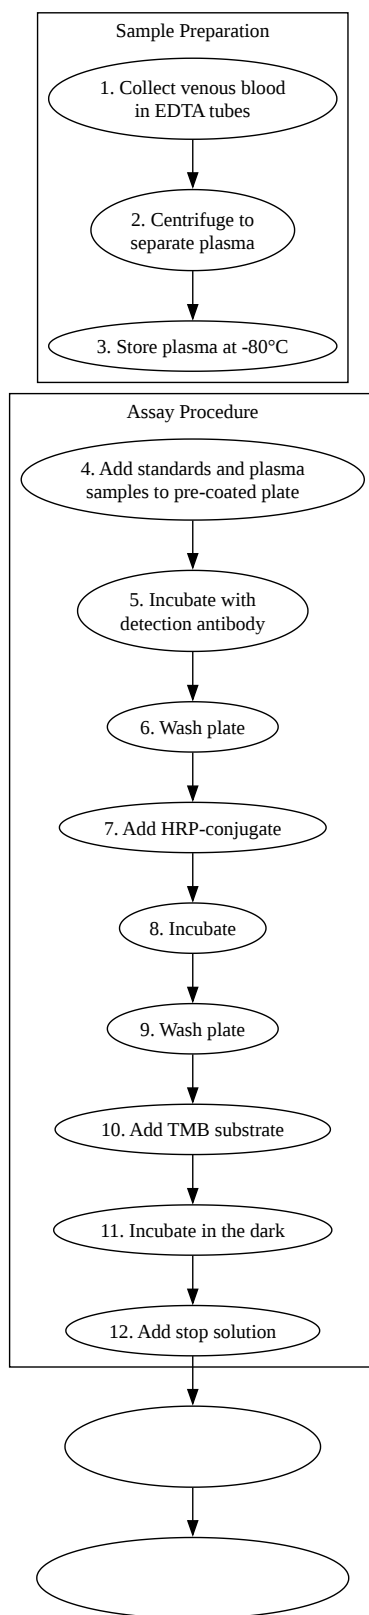 Sample Preparation
1. Collect venous blood
in EDTA tubes
2. Centrifuge to
separate plasma
3. Store plasma at -80°C
Assay Procedure
4. Add standards and plasma
samples to pre-coated plate
5. Incubate with
detection antibody
6. Wash plate
7. Add HRP-conjugate
8. Incubate
9. Wash plate
10. Add TMB substrate
11. Incubate in the dark
12. Add stop solution